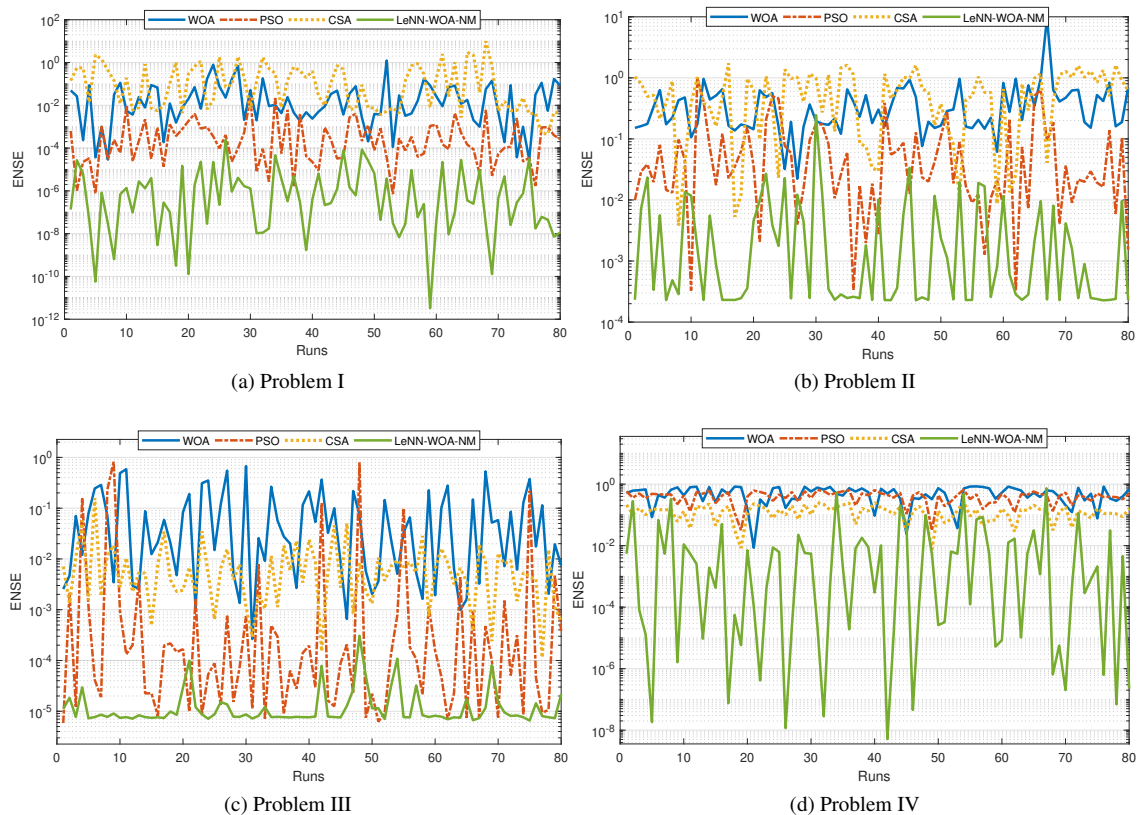 WOA PSO CSA LeNN-WOA-NM
ENSE
10^2
10^0
10^-2
10^-4
10^-6
10^-8
10^-10
10^-12
0 10 20 30 40 50 60 70 80
Runs
(a) Problem I
WOA PSO CSA LeNN-WOA-NM
ENSE
10^1
10^0
10^-1
10^-2
10^-3
10^-4
0 10 20 30 40 50 60 70 80
Runs
(b) Problem II
WOA PSO CSA LeNN-WOA-NM
ENSE
10^0
10^-1
10^-2
10^-3
10^-4
10^-5
0 10 20 30 40 50 60 70 80
Runs
(c) Problem III
WOA PSO CSA LeNN-WOA-NM
ENSE
10^0
10^-2
10^-4
10^-6
10^-8
0 10 20 30 40 50 60 70 80
Runs
(d) Problem IV